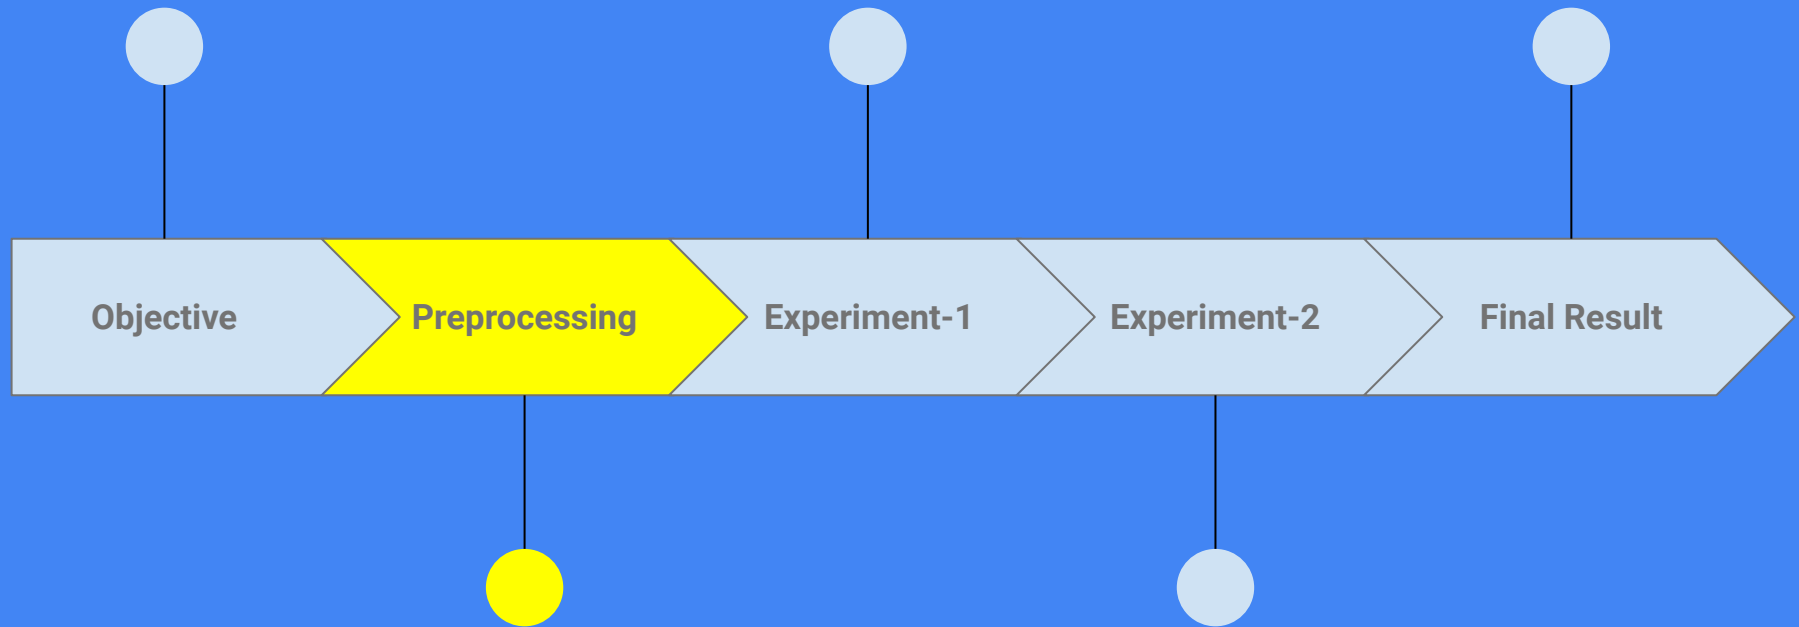 Objective
Preprocessing
Experiment-1
Experiment-2
Final Result